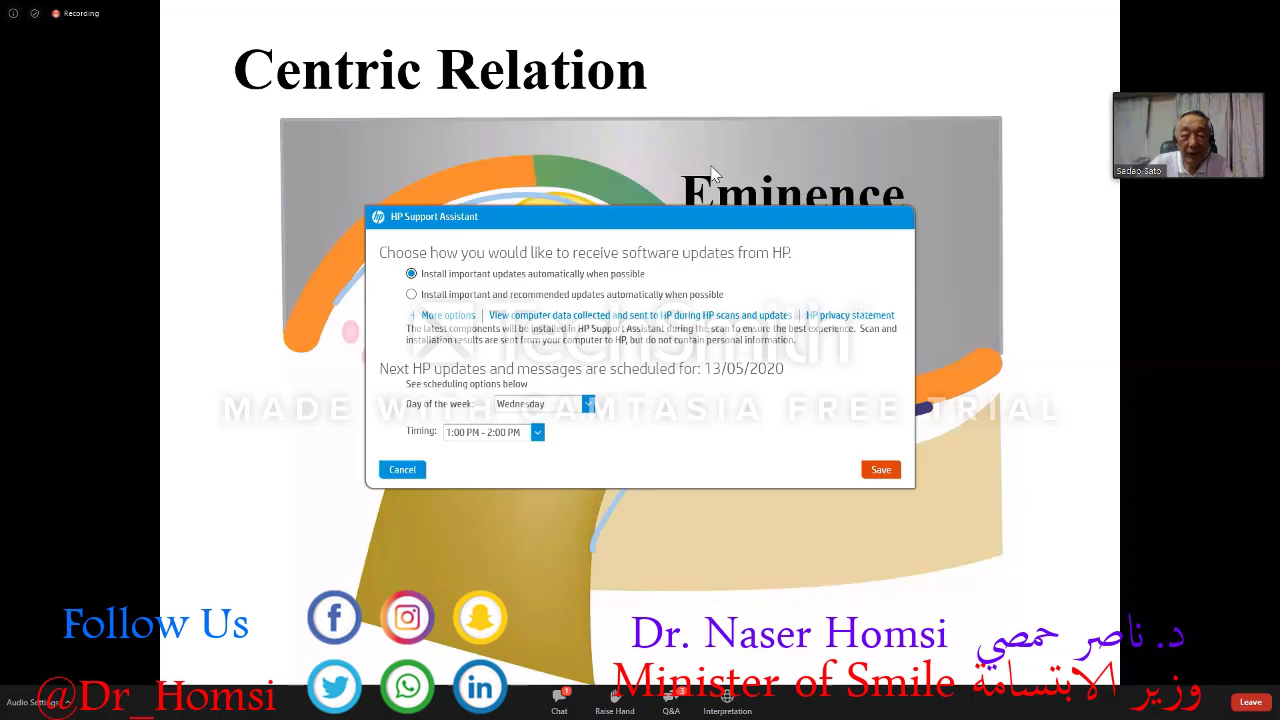 Recording
Centric Relation
Eminence
Sadao Sato
HP Support Assistant
Choose how you would like to receive software updates from HP.
Install important updates automatically when possible
Install important and recommended updates automatically when possible
+ More options | View computer data collected and sent to HP during HP scans and updates | HP privacy statement
The latest components will be installed in HP Support Assistant during the scan to ensure the best experience. Scan and
installation results are sent from your computer to HP, but do not contain personal information.
TechSmith
Next HP updates and messages are scheduled for: 13/05/2020
See scheduling options below
Day of the week: Wednesday
MADE WITH CAMTASIA FREE TRIAL
Timing: 1:00 PM - 2:00 PM
Cancel Save
Follow Us
Dr. Naser Homsi د. ناصر حمصي
@Dr_Homsi
Minister of Smile وزير الابتسامة
Audio Settings
Chat 1
Raise Hand
Q&A 3
Interpretation
Leave